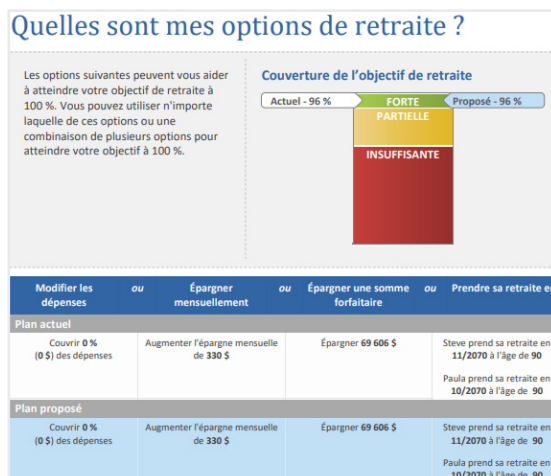 Quelles sont mes options de retraite ?
Les options suivantes peuvent vous aider
à atteindre votre objectif de retraite à
100 %. Vous pouvez utiliser n'importe
laquelle de ces options ou une
combinaison de plusieurs options pour
atteindre votre objectif à 100 %.
Couverture de l'objectif de retraite
Actuel - 96 % FORTE Proposé - 96 %
PARTIELLE
INSUFFISANTE
Modifier les dépenses ou Épargner mensuellement ou Épargner une somme forfaitaire ou Prendre sa retraite en
Plan actuel
Couvrir 0 % Augmenter l'épargne mensuelle Épargner 69 606 $ Steve prend sa retraite en
(0 $) des dépenses de 330 $ 11/2070 à l'âge de 90
Paula prend sa retraite en
10/2070 à l'âge de 90
Plan proposé
Couvrir 0 % Augmenter l'épargne mensuelle Épargner 69 606 $ Steve prend sa retraite en
(0 $) des dépenses de 330 $ 11/2070 à l'âge de 90
Paula prend sa retraite en
10/2070 à l'âge de 90